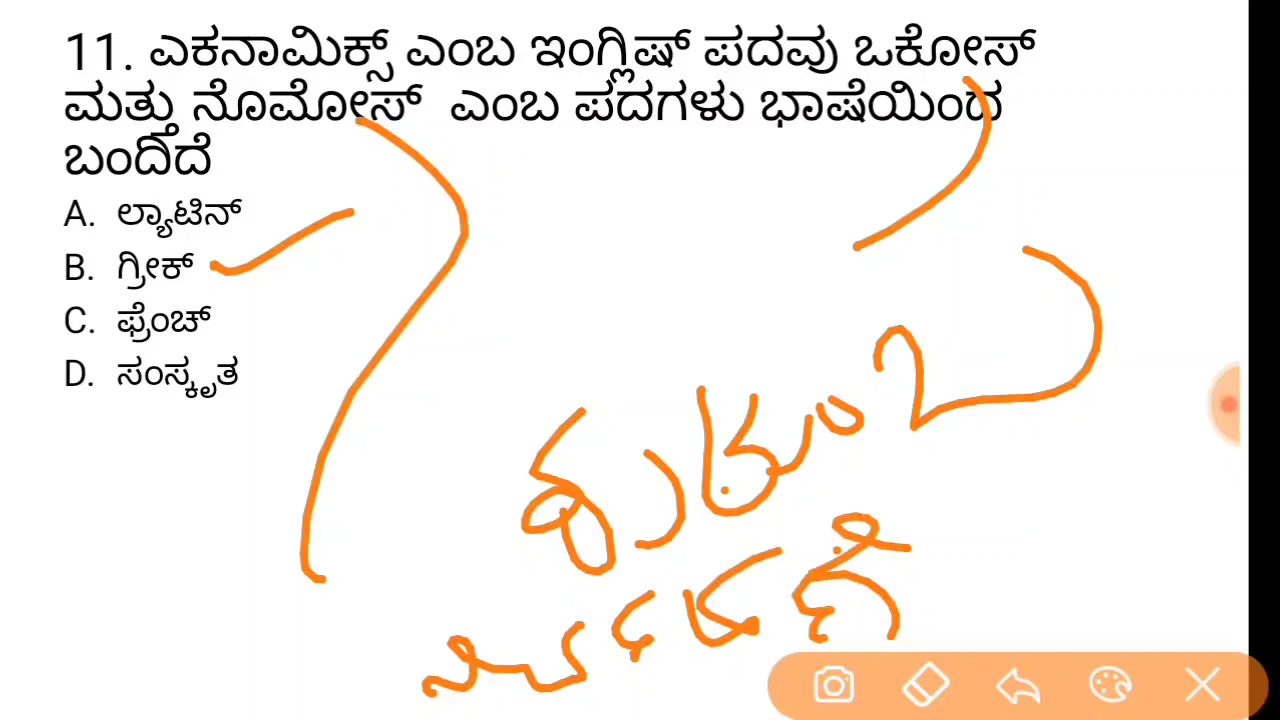 11. ಎಕನಾಮಿಕ್ಸ್ ಎಂಬ ಇಂಗ್ಲಿಷ್ ಪದವು ಒಕೋಸ್
ಮತ್ತು ನೊಮೋಸ್ ಎಂಬ ಪದಗಳು ಭಾಷೆಯಿಂದ
ಬಂದಿದೆ
A. ಲ್ಯಾಟಿನ್
B. ಗ್ರೀಕ್
C. ಫ್ರೆಂಚ್
D. ಸಂಸ್ಕೃತ
ಕುಟುಂಬ